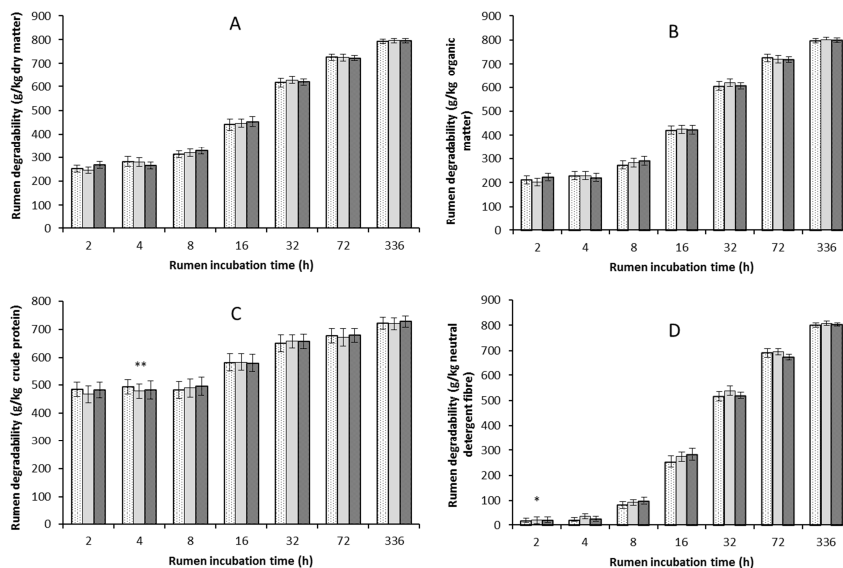 A
Rumen degradability (g/kg dry matter)
900
800
700
600
500
400
300
200
100
0
2 4 8 16 32 72 336
Rumen incubation time (h)
B
Rumen degradability (g/kg organic
matter)
900
800
700
600
500
400
300
200
100
0
2 4 8 16 32 72 336
Rumen incubation time (h)
C
Rumen degradability (g/kg crude protein)
800
700
600
500
400
300
200
100
0
**
2 4 8 16 32 72 336
Rumen incubation time (h)
D
Rumen degradability (g/kg neutral
detergent fibre)
900
800
700
600
500
400
300
200
100
0
*
2 4 8 16 32 72 336
Rumen incubation time (h)